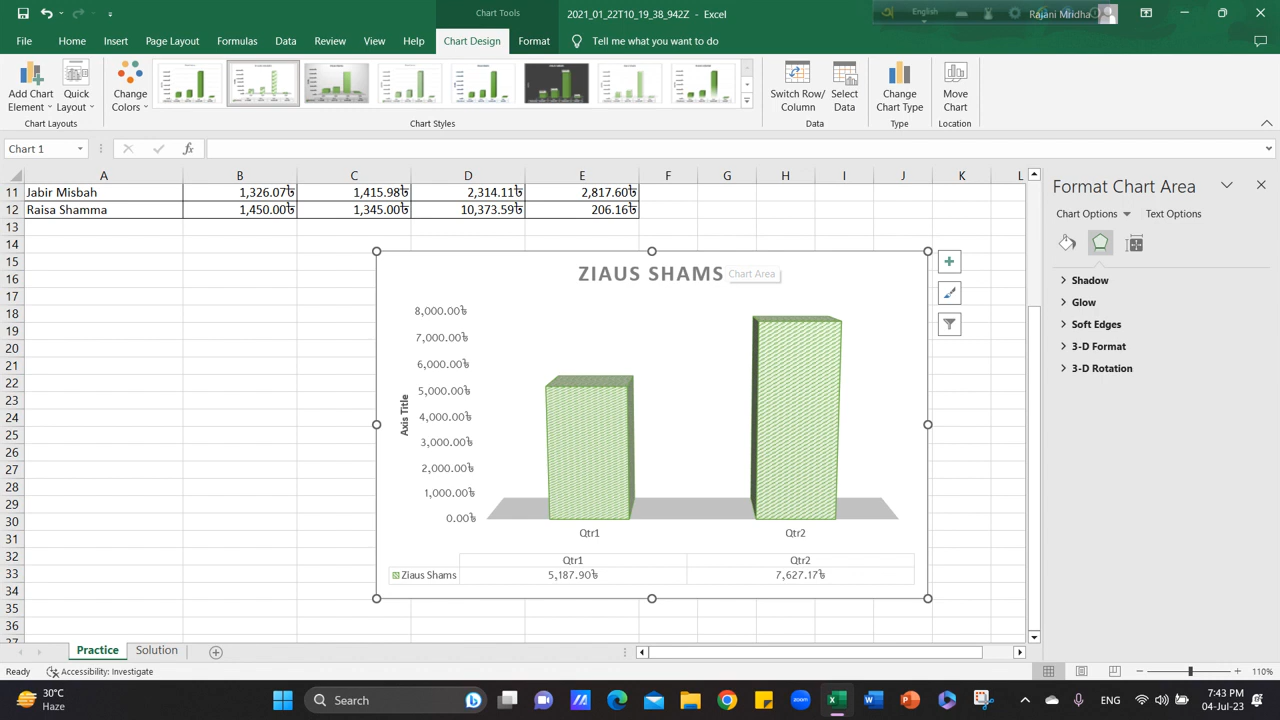 Chart Tools
2021_01_22T10_19_38_942Z - Excel
English
Rajani Mridha
File Home Insert Page Layout Formulas Data Review View Help Chart Design Format Tell me what you want to do
Add Chart Element
Quick Layout
Change Colors
Switch Row/ Column
Select Data
Change Chart Type
Move Chart
Chart Layouts
Chart Styles
Data
Type
Location
Chart 1
fx
A B C D E F G H I J K L
11 Jabir Misbah 1,326.07৳ 1,415.98৳ 2,314.11৳ 2,817.60৳
12 Raisa Shamma 1,450.00৳ 1,345.00৳ 10,373.59৳ 206.16৳
13
14
15
16
17
18
19
20
21
22
23
24
25
26
27
28
29
30
31
32
33
34
35
36
37
ZIAUS SHAMS
Chart Area
8,000.00৳
7,000.00৳
6,000.00৳
5,000.00৳
4,000.00৳
3,000.00৳
2,000.00৳
1,000.00৳
0.00৳
Axis Title
Qtr1 Qtr2
Qtr1 Qtr2
Ziaus Shams 5,187.90৳ 7,627.17৳
Format Chart Area
Chart Options Text Options
Shadow
Glow
Soft Edges
3-D Format
3-D Rotation
Practice Solution
Ready Accessibility: Investigate
110%
30°C
Haze
Search
zoom
ENG
7:43 PM
04-Jul-23